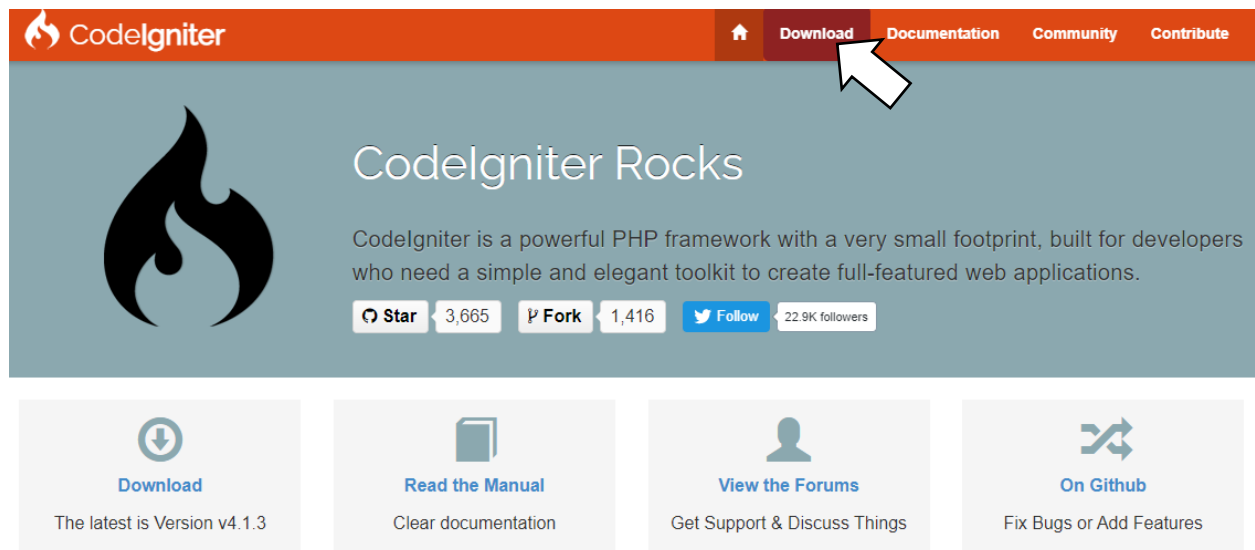 CodeIgniter
Download Documentation Community Contribute
CodeIgniter Rocks
CodeIgniter is a powerful PHP framework with a very small footprint, built for developers
who need a simple and elegant toolkit to create full-featured web applications.
Star 3,665 Fork 1,416 Follow 22.9K followers
Download
The latest is Version v4.1.3
Read the Manual
Clear documentation
View the Forums
Get Support & Discuss Things
On Github
Fix Bugs or Add Features